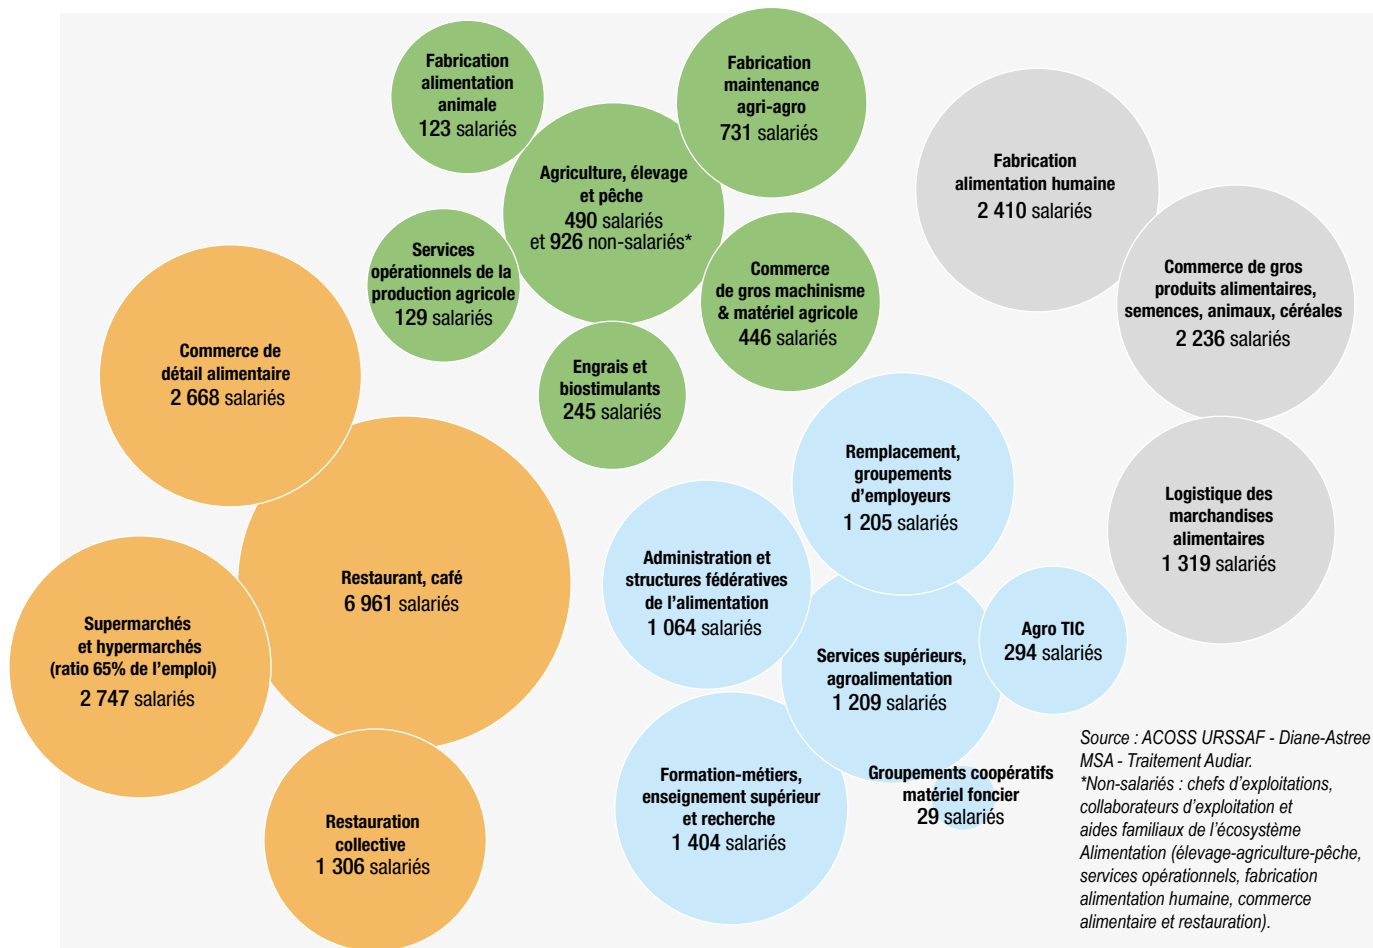 Fabrication
alimentation
animale
123 salariés
Fabrication
maintenance
agri-agro
731 salariés
Agriculture, élevage
et pêche
490 salariés
et 926 non-salariés*
Services
opérationnels de la
production agricole
129 salariés
Commerce
de gros machinisme
& matériel agricole
446 salariés
Engrais et
biostimulants
245 salariés
Fabrication
alimentation humaine
2 410 salariés
Commerce de gros
produits alimentaires,
semences, animaux, céréales
2 236 salariés
Logistique des
marchandises
alimentaires
1 319 salariés
Commerce de
détail alimentaire
2 668 salariés
Restaurant, café
6 961 salariés
Supermarchés
et hypermarchés
(ratio 65% de l’emploi)
2 747 salariés
Restauration
collective
1 306 salariés
Remplacement,
groupements
d’employeurs
1 205 salariés
Administration et
structures fédératives
de l’alimentation
1 064 salariés
Services supérieurs,
agroalimentation
1 209 salariés
Agro TIC
294 salariés
Formation-métiers,
enseignement supérieur
et recherche
1 404 salariés
Groupements coopératifs
matériel foncier
29 salariés
Source : ACOSS URSSAF - Diane-Astree
MSA - Traitement Audiar.
*Non-salariés : chefs d’exploitations,
collaborateurs d’exploitation et
aides familiaux de l’écosystème
Alimentation (élevage-agriculture-pêche,
services opérationnels, fabrication
alimentation humaine, commerce
alimentaire et restauration).